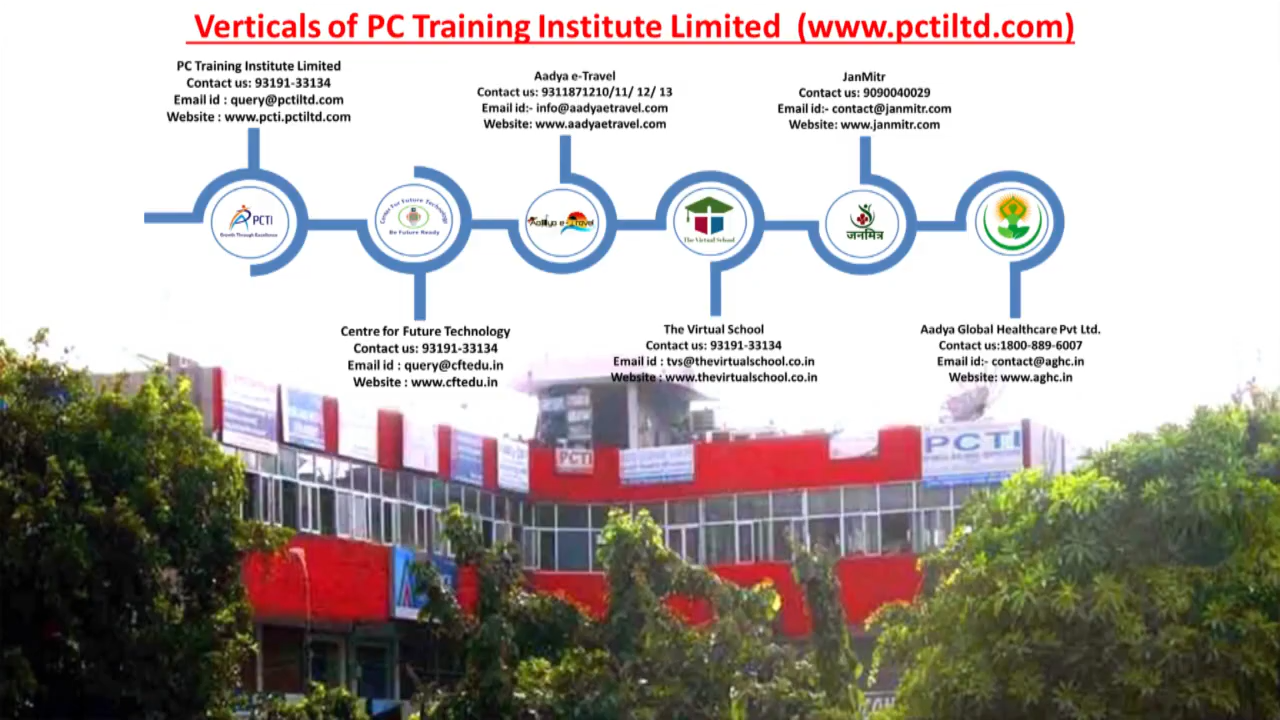 Verticals of PC Training Institute Limited (www.pctiltd.com)
PC Training Institute Limited
Contact us: 93191-33134
Email id : query@pctiltd.com
Website : www.pcti.pctiltd.com
Aadya e-Travel
Contact us: 9311871210/11/ 12/ 13
Email id:- info@aadyaetravel.com
Website: www.aadyaetravel.com
JanMitr
Contact us: 9090040029
Email id:- contact@janmitr.com
Website: www.janmitr.com
PCTI
Growth Through Excellence
Centre For Future Technology
Be Future Ready
Aadya e-Travel
The Virtual School
जनमित्र
Centre for Future Technology
Contact us: 93191-33134
Email id : query@cftedu.in
Website : www.cftedu.in
The Virtual School
Contact us: 93191-33134
Email id : tvs@thevirtualschool.co.in
Website : www.thevirtualschool.co.in
Aadya Global Healthcare Pvt Ltd.
Contact us:1800-889-6007
Email id:- contact@aghc.in
Website: www.aghc.in
PCTI
PCTI